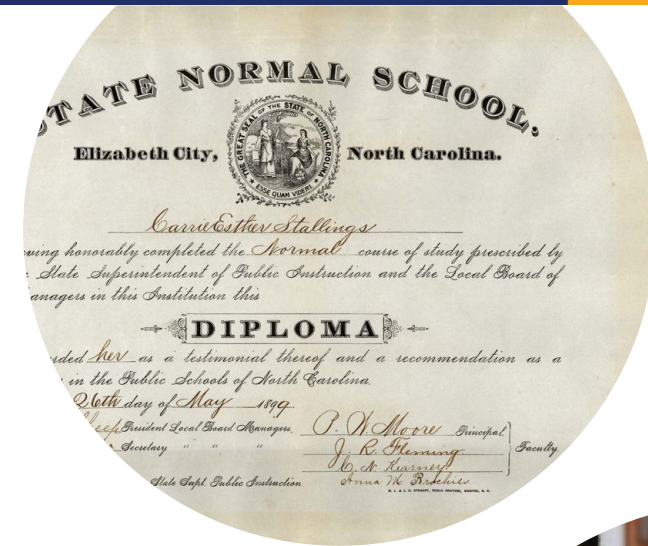 STATE NORMAL SCHOOL,
THE GREAT SEAL OF THE STATE OF NORTH CAROLINA
ESSE QUAM VIDERI
Elizabeth City, North Carolina.
Carrie Esther Stallings
ving honorably completed the Normal course of study prescribed by
State Superintendent of Public Instruction and the Local Board of
anagers in this Institution this
DIPLOMA
rded her as a testimonial thereof and a recommendation as a
in the Public Schools of North Carolina.
26th day of May 1899.
President Local Board Managers. P. W. Moore Principal.
Secretary " " " J. R. Fleming Faculty.
C. N. Kearney
State Supt. Public Instruction Anna M.